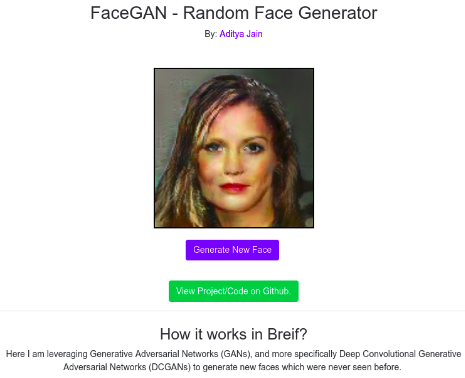 FaceGAN - Random Face Generator
By: Aditya Jain
Generate New Face
View Project/Code on Github.
How it works in Breif?
Here I am leveraging Generative Adversarial Networks (GANs), and more specifically Deep Convolutional Generative
Adversarial Networks (DCGANs) to generate new faces which were never seen before.